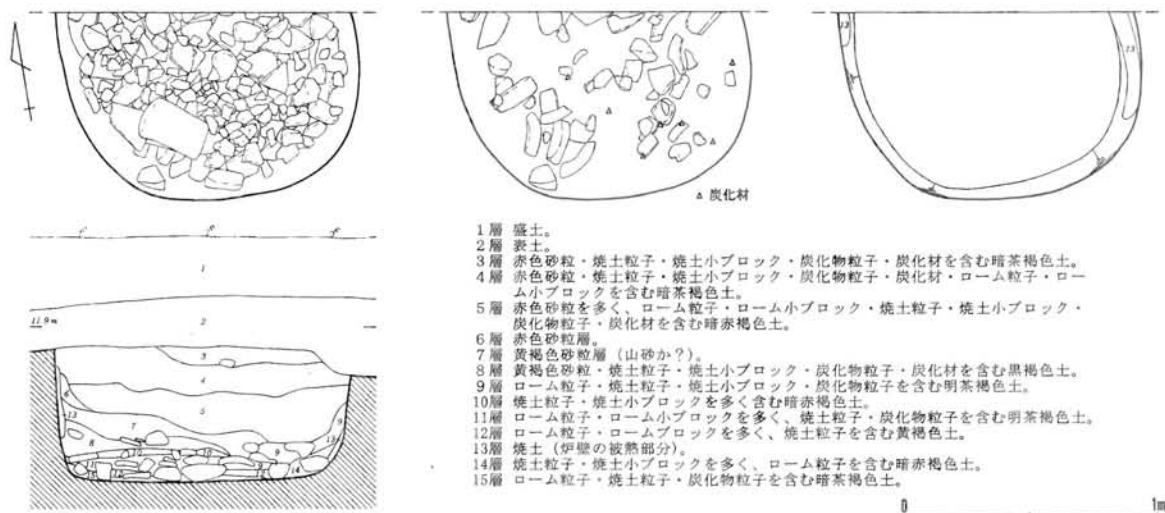 13
13
▵ 炭化材
1
11.9m
2
3
4
5
6
13
7
8
9
13
10
10
9
14
1層 盛土。
2層 表土。
3層 赤色砂粒・焼土粒子・焼土小ブロック・炭化物粒子・炭化材を含む暗茶褐色土。
4層 赤色砂粒・焼土粒子・焼土小ブロック・炭化物粒子・炭化材・ローム粒子・ロー
ム小ブロックを含む暗茶褐色土。
5層 赤色砂粒を多く、ローム粒子・ローム小ブロック・焼土粒子・焼土小ブロック・
炭化物粒子・炭化材を含む暗赤褐色土。
6層 赤色砂粒層。
7層 黄褐色砂粒層(山砂か?)。
8層 黄褐色砂粒・焼土粒子・焼土小ブロック・炭化物粒子・炭化材を含む黒褐色土。
9層 ローム粒子・焼土粒子・焼土小ブロック・炭化物粒子を含む明茶褐色土。
10層 焼土粒子・焼土小ブロックを多く含む暗赤褐色土。
11層 ローム粒子・ローム小ブロックを多く、焼土粒子・炭化物粒子を含む明茶褐色土。
12層 ローム粒子・ロームブロックを多く、焼土粒子を含む黄褐色土。
13層 焼土(炉壁の被熱部分)。
14層 焼土粒子・焼土小ブロックを多く、ローム粒子を含む暗赤褐色土。
15層 ローム粒子・焼土粒子・炭化物粒子を含む暗茶褐色土。
0 1m